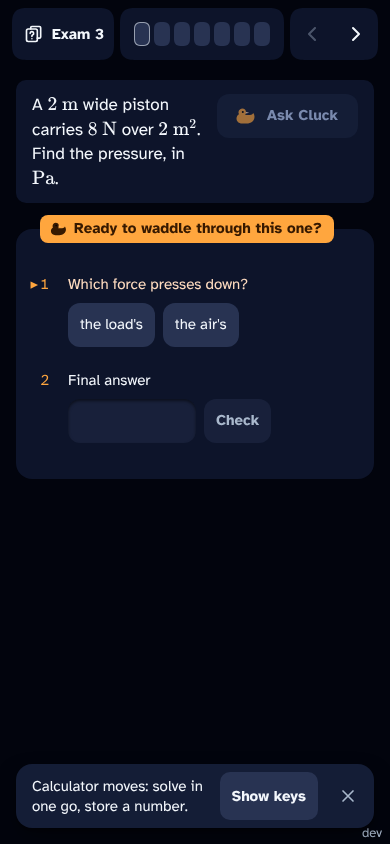 Exam 3
A 2 m wide piston
carries 8 N over 2 m².
Find the pressure, in
Pa.
Ask Cluck
Ready to waddle through this one?
1 Which force presses down?
the load's the air's
2 Final answer
Check
Calculator moves: solve in
one go, store a number.
Show keys
dev